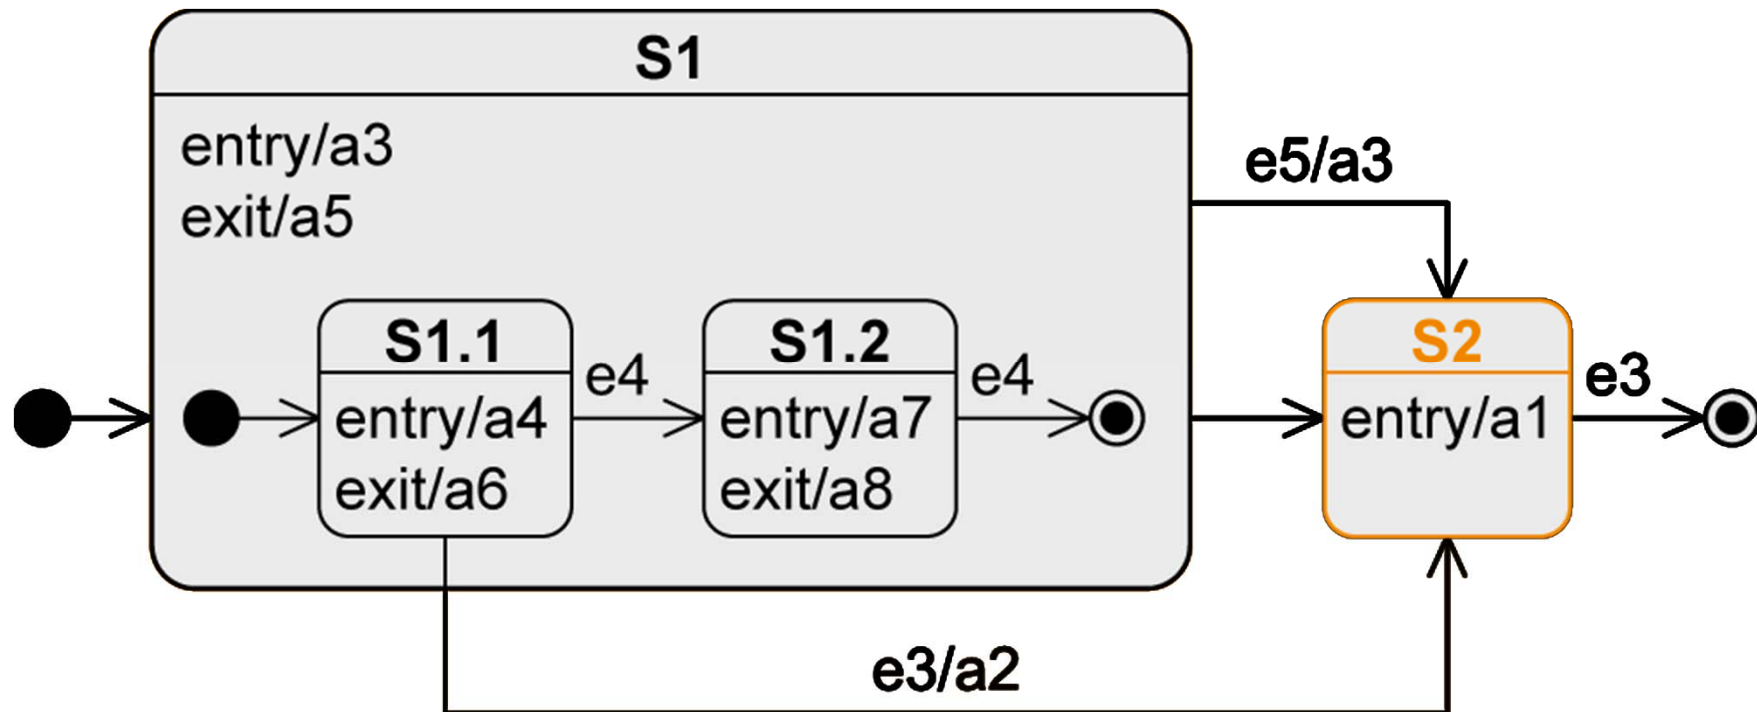 S1
entry/a3
exit/a5
e5/a3
S1.1
entry/a4
exit/a6
e4
S1.2
entry/a7
exit/a8
e4
S2
entry/a1
e3
e3/a2